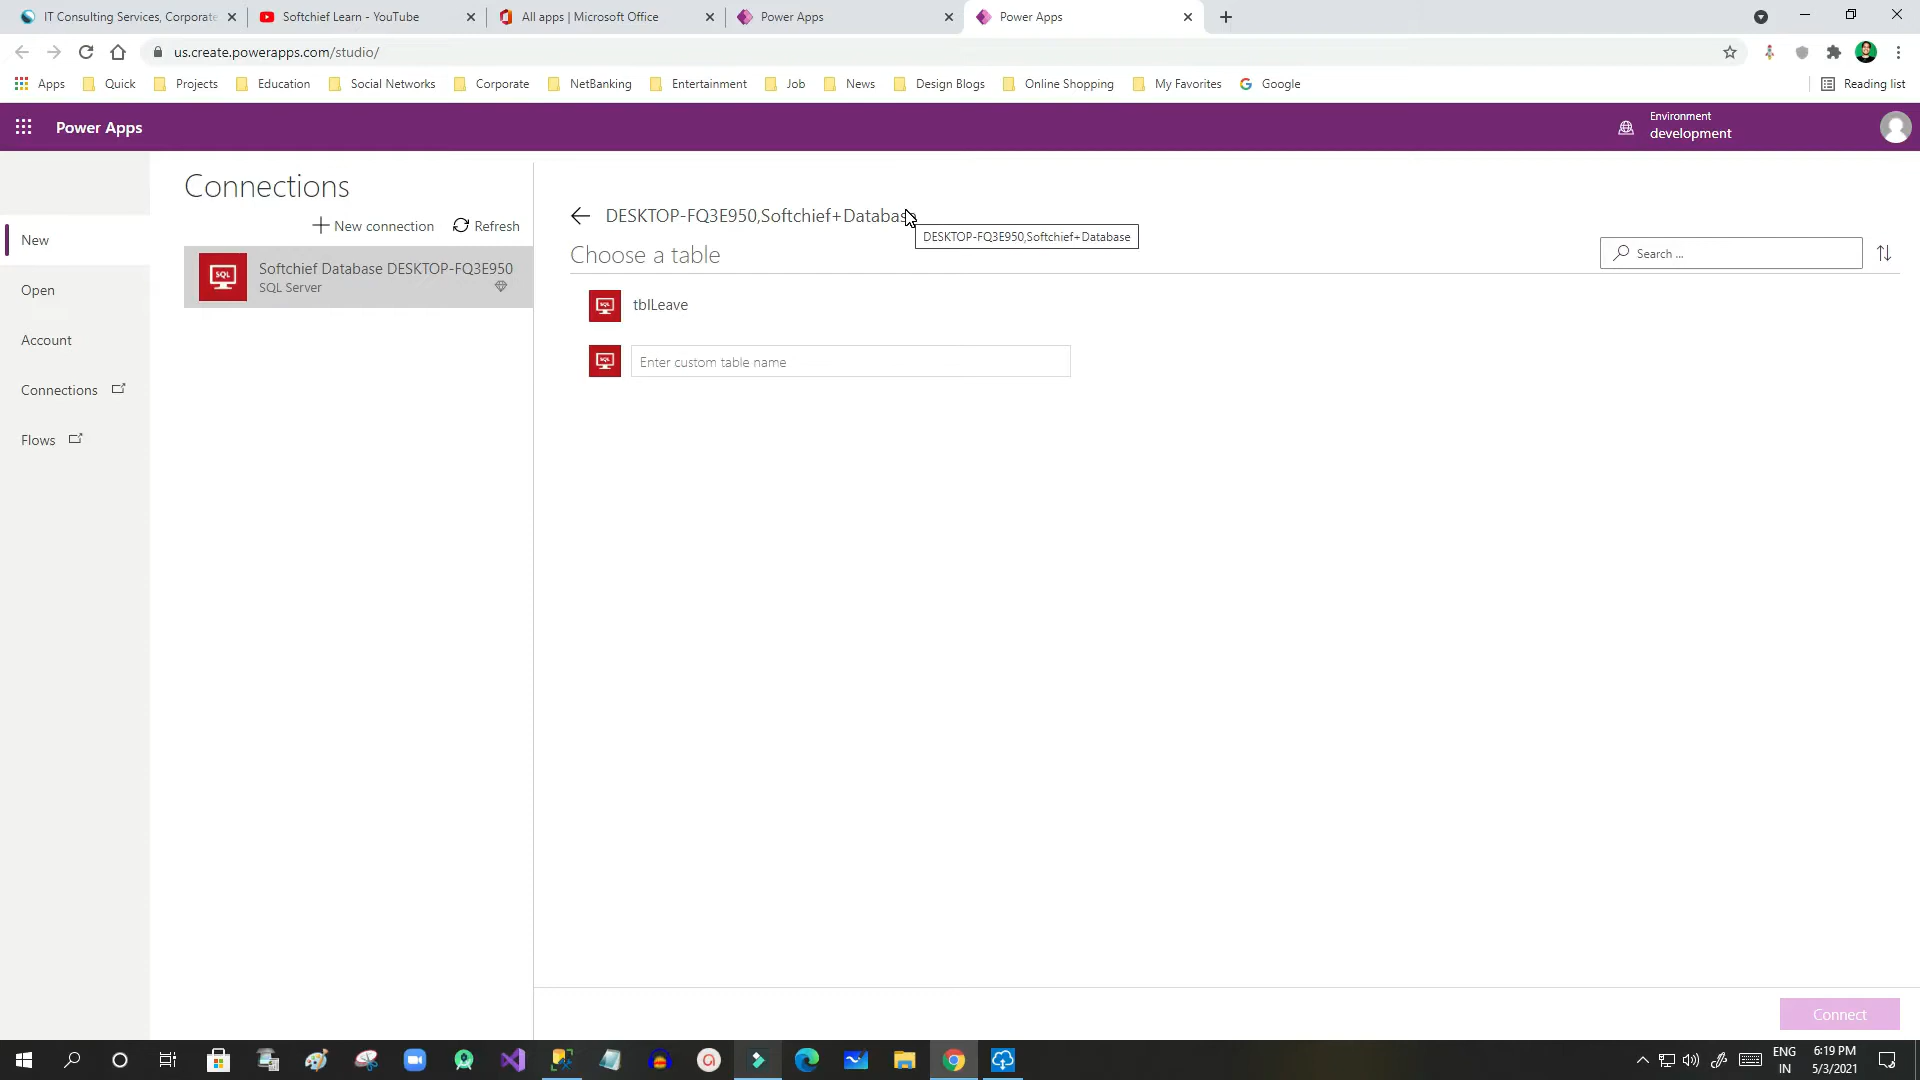 IT Consulting Services, Corporate
Softchief Learn - YouTube
All apps | Microsoft Office
Power Apps
Power Apps
us.create.powerapps.com/studio/
Apps
Quick
Projects
Education
Social Networks
Corporate
NetBanking
Entertainment
Job
News
Design Blogs
Online Shopping
My Favorites
Google
Reading list
Power Apps
Environment
development
New
Open
Account
Connections
Flows
Connections
New connection
Refresh
SQL
Softchief Database DESKTOP-FQ3E950
SQL Server
DESKTOP-FQ3E950,Softchief+Database
DESKTOP-FQ3E950,Softchief+Database
Choose a table
Search ...
SQL
tblLeave
SQL
Enter custom table name
Connect
ENG
IN
6:19 PM
5/3/2021